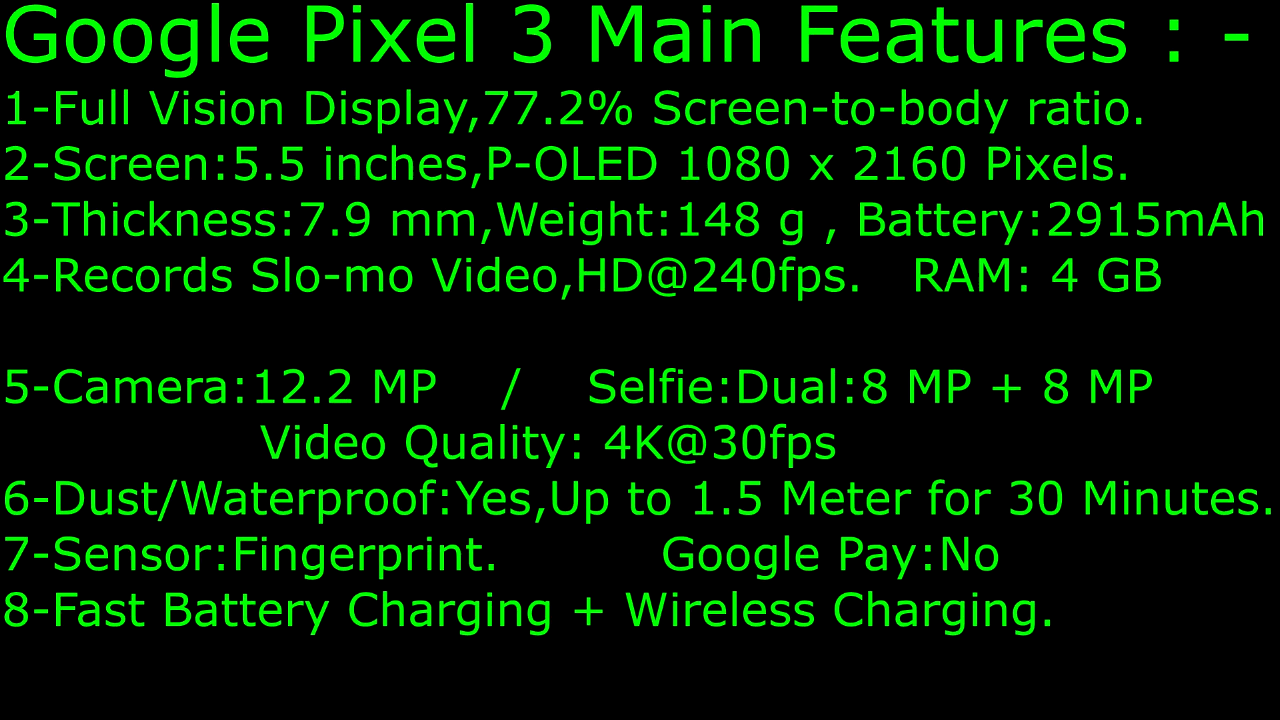 Google Pixel 3 Main Features : -
1-Full Vision Display,77.2% Screen-to-body ratio.
2-Screen:5.5 inches,P-OLED 1080 x 2160 Pixels.
3-Thickness:7.9 mm,Weight:148 g , Battery:2915mAh
4-Records Slo-mo Video,HD@240fps. RAM: 4 GB
5-Camera:12.2 MP / Selfie:Dual:8 MP + 8 MP
Video Quality: 4K@30fps
6-Dust/Waterproof:Yes,Up to 1.5 Meter for 30 Minutes.
7-Sensor:Fingerprint. Google Pay:No
8-Fast Battery Charging + Wireless Charging.